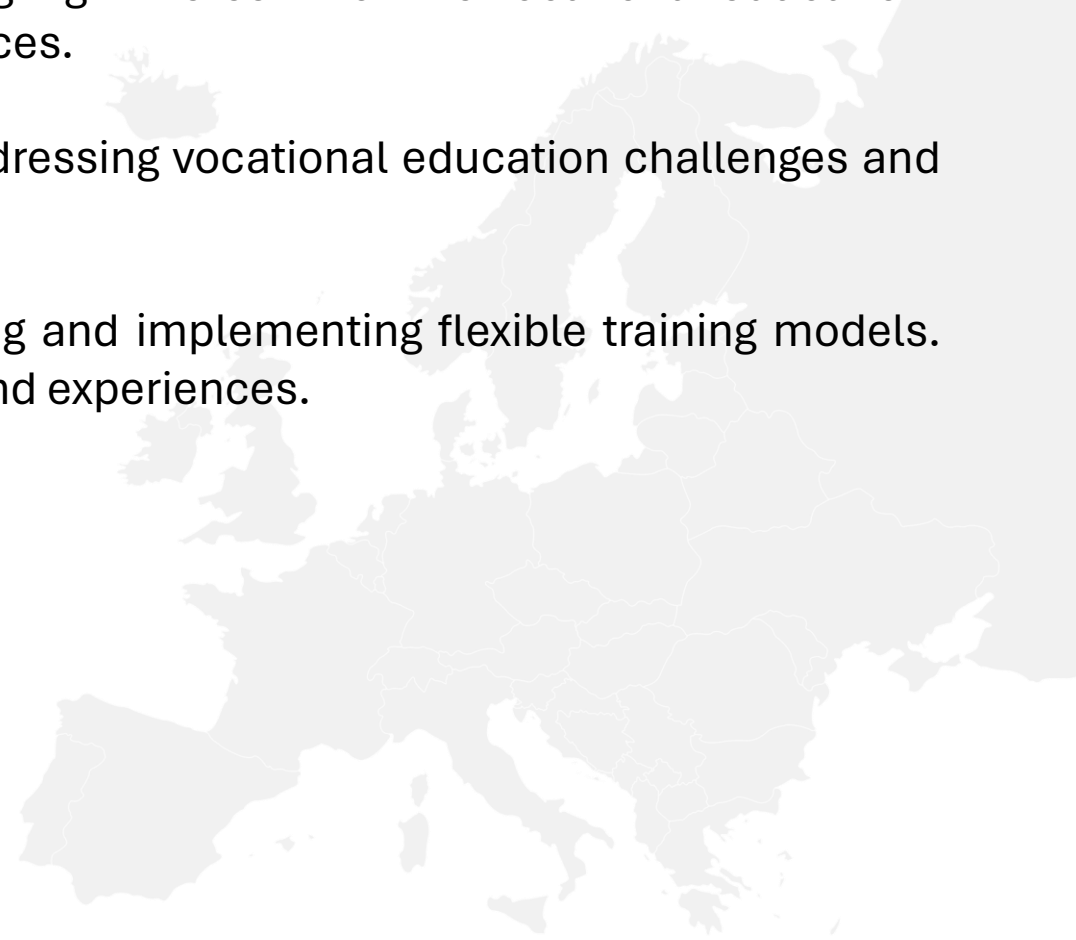 ces.
dressing vocational education challenges and
g and implementing flexible training models.
nd experiences.